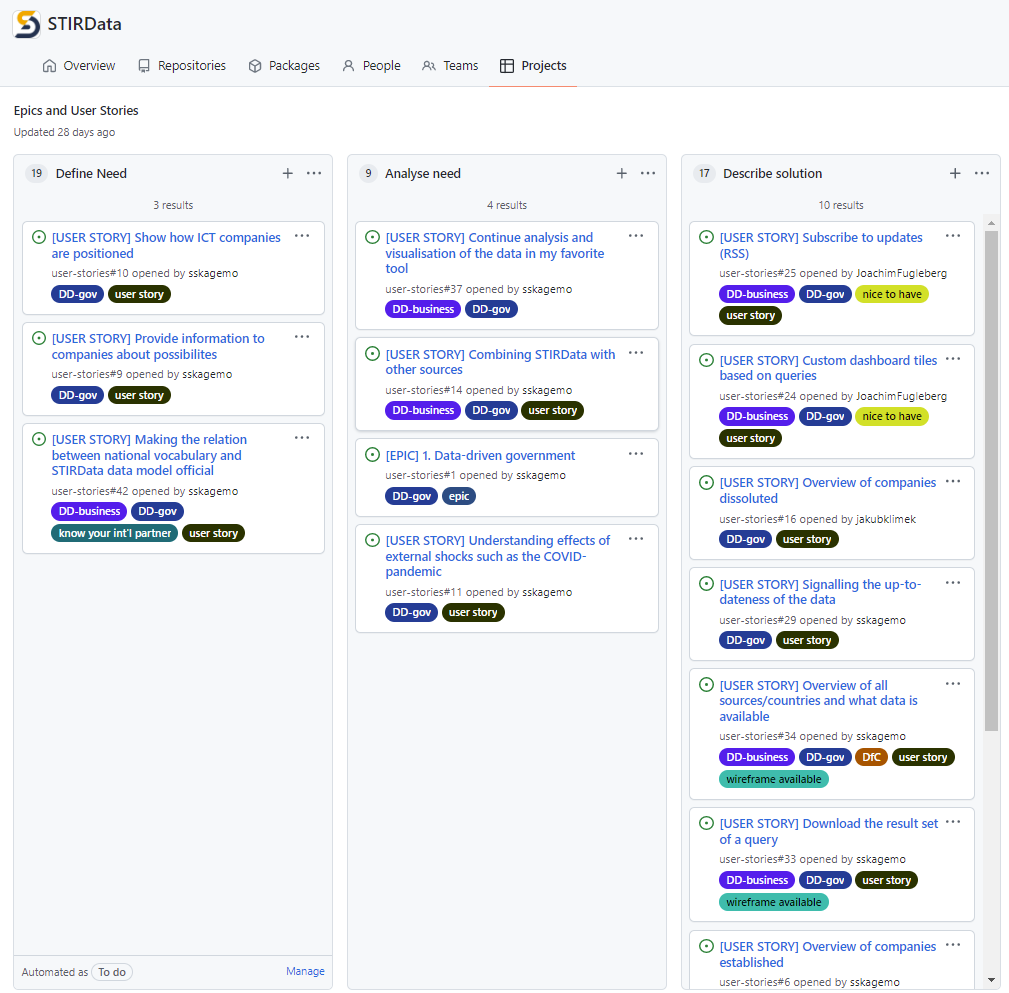 STIRData
Overview
Repositories
Packages
People
Teams
Projects
Epics and User Stories
Updated 28 days ago
19 Define Need
3 results
[USER STORY] Show how ICT companies
are positioned
user-stories#10 opened by sskagemo
DD-gov user story
[USER STORY] Provide information to
companies about possibilites
user-stories#9 opened by sskagemo
DD-gov user story
[USER STORY] Making the relation
between national vocabulary and
STIRData data model official
user-stories#42 opened by sskagemo
DD-business DD-gov
know your int'l partner user story
Automated as To do
Manage
9 Analyse need
4 results
[USER STORY] Continue analysis and
visualisation of the data in my favorite
tool
user-stories#37 opened by sskagemo
DD-business DD-gov
[USER STORY] Combining STIRData with
other sources
user-stories#14 opened by sskagemo
DD-business DD-gov user story
[EPIC] 1. Data-driven government
user-stories#1 opened by sskagemo
DD-gov epic
[USER STORY] Understanding effects of
external shocks such as the COVID-
pandemic
user-stories#11 opened by sskagemo
DD-gov user story
17 Describe solution
10 results
[USER STORY] Subscribe to updates
(RSS)
user-stories#25 opened by JoachimFugleberg
DD-business DD-gov nice to have
user story
[USER STORY] Custom dashboard tiles
based on queries
user-stories#24 opened by JoachimFugleberg
DD-business DD-gov nice to have
user story
[USER STORY] Overview of companies
dissoluted
user-stories#16 opened by jakubklimek
DD-gov user story
[USER STORY] Signalling the up-to-
dateness of the data
user-stories#29 opened by sskagemo
DD-gov user story
[USER STORY] Overview of all
sources/countries and what data is
available
user-stories#34 opened by sskagemo
DD-business DD-gov DfC user story
wireframe available
[USER STORY] Download the result set
of a query
user-stories#33 opened by sskagemo
DD-business DD-gov user story
wireframe available
[USER STORY] Overview of companies
established
user-stories#6 opened by sskagemo